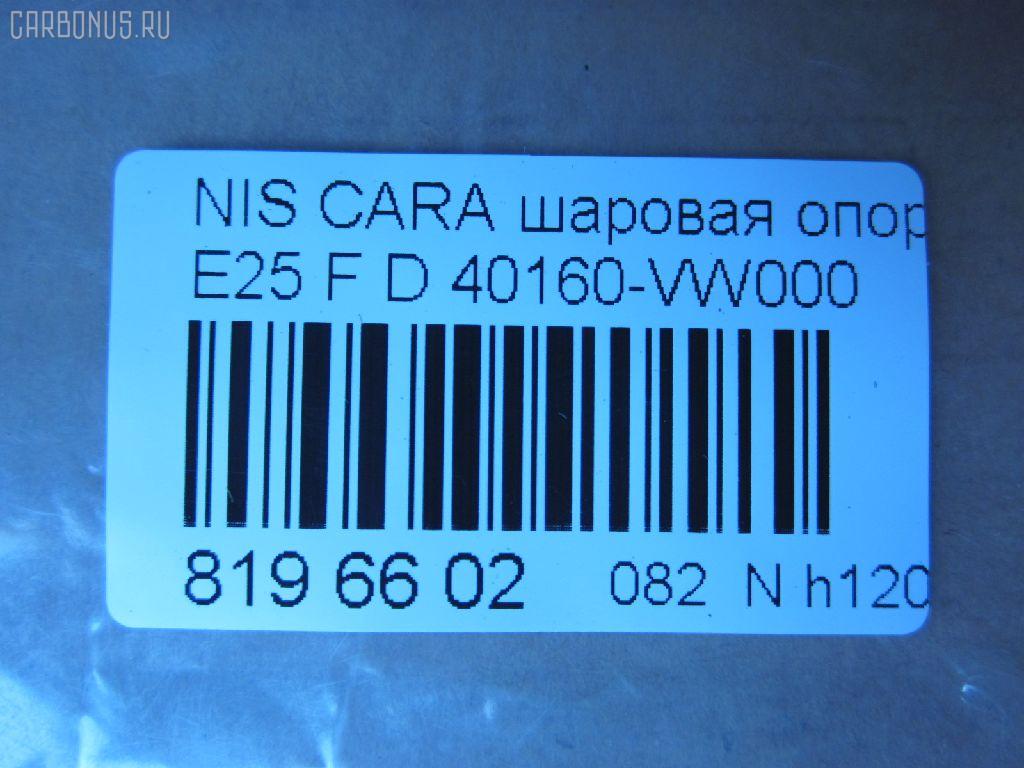 CARBONUS.RU
NIS CARA шаровая опор
E25 F D 40160-VW000
819 66 02 082 N h120